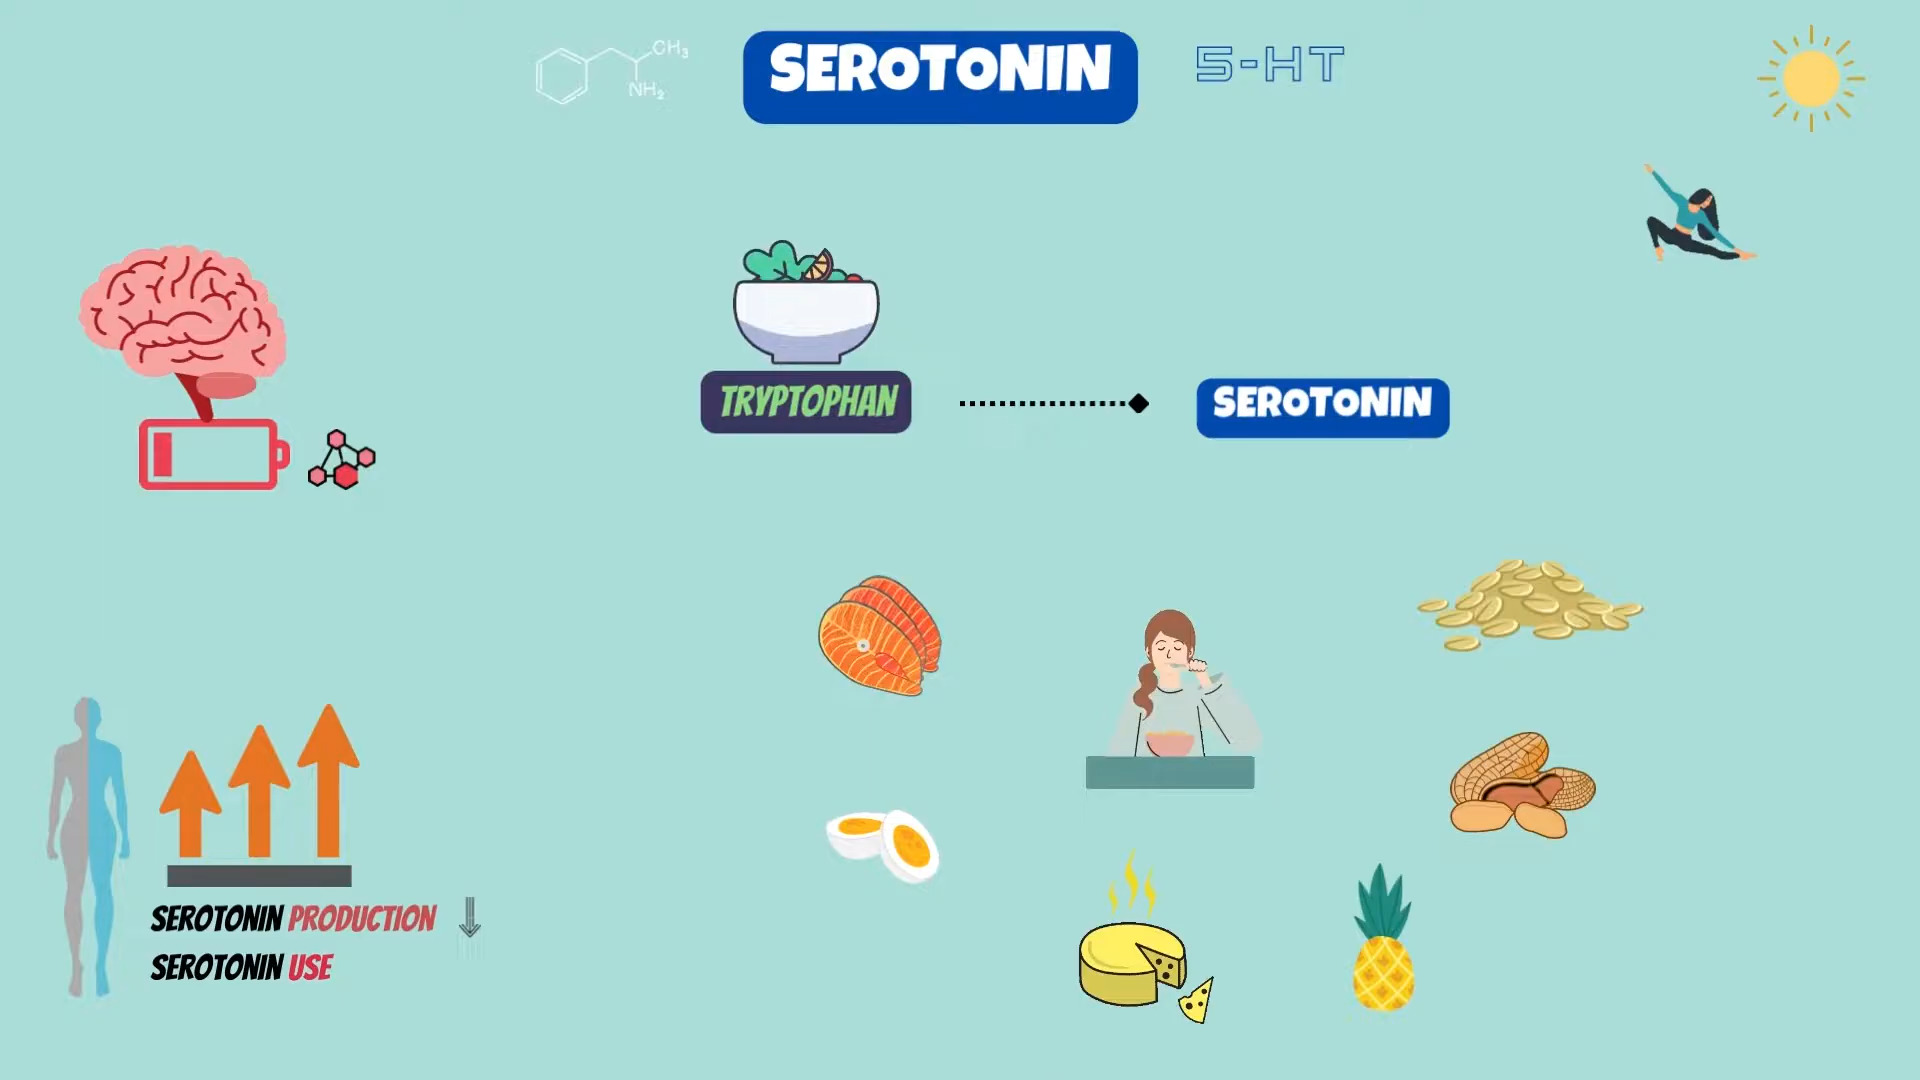 CH₃
NH₂
SEROTONIN
5-HT
TRYPTOPHAN
SEROTONIN
SEROTONIN PRODUCTION
SEROTONIN USE